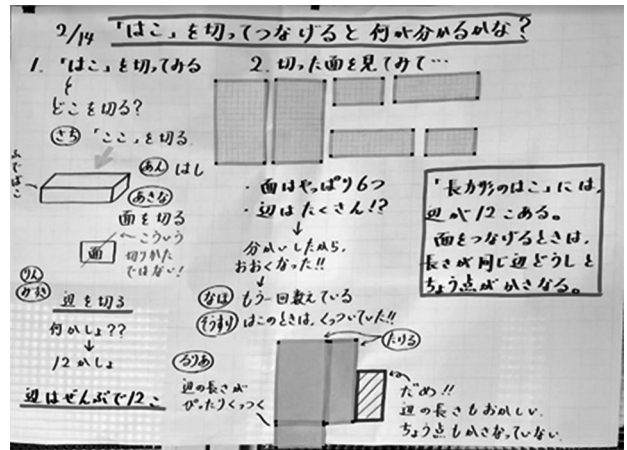 2/14 「はこ」を切ってつなげると何が分かるかな?
1. 「はこ」を切ってみる
と
どこを切る?
さち 「ここ」を切る
ふでばこ
あん はし
あさな
面を切る
こういう
切りかた
ではない!
面
りん
辺を切る
何かしょ??
↓
12かしょ
辺はぜんぶで12こ
2. 切った面を見てみて…
・面はやっぱり6つ
・辺はたくさん!?
↓
分かいしたから、
おおくなった!!
なは もう一回数えている
はこのときは、くっついていた!!
たりる
るりあ
辺の長さが
ぴったりくっつく
だめ!!
辺の長さもおかしい
ちょう点もかさなっていない
「長方形のはこ」には、
辺が12こある。
面をつなげるときは、
長さが同じ辺どうしと
ちょう点がかさなる。